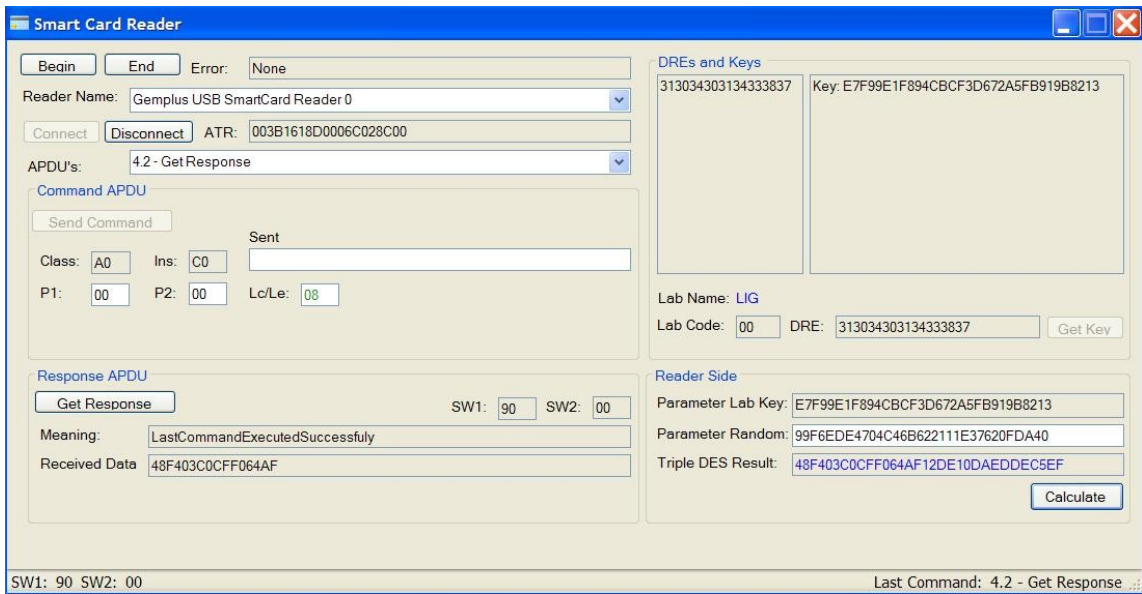 Smart Card Reader
Begin End Error: None
Reader Name: Gemplus USB SmartCard Reader 0
Connect Disconnect ATR: 003B1618D0006C028C00
APDU's: 4.2 - Get Response
Command APDU
Send Command
Sent
Class: A0 Ins: C0
P1: 00 P2: 00 Lc/Le: 08
Response APDU
Get Response SW1: 90 SW2: 00
Meaning: LastCommandExecutedSuccessfuly
Received Data 48F403C0CFF064AF
DREs and Keys
313034303134333837 Key: E7F99E1F894CBCF3D672A5FB919B8213
Lab Name: LIG
Lab Code: 00 DRE: 313034303134333837 Get Key
Reader Side
Parameter Lab Key: E7F99E1F894CBCF3D672A5FB919B8213
Parameter Random: 99F6EDE4704C46B622111E37620FDA40
Triple DES Result: 48F403C0CFF064AF12DE10DAEDDEC5EF
Calculate
SW1: 90 SW2: 00 Last Command: 4.2 - Get Response